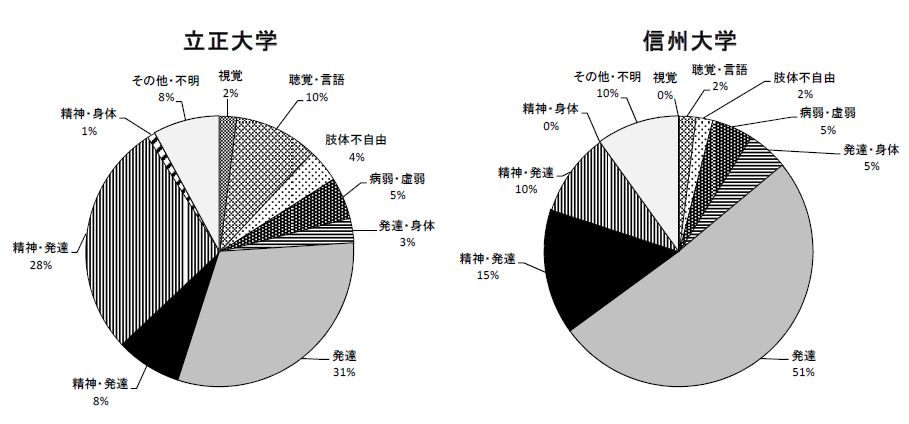 立正大学
視覚
2%
聴覚・言語
10%
肢体不自由
4%
病弱・虚弱
5%
発達・身体
3%
発達
31%
精神・発達
8%
精神・発達
28%
精神・身体
1%
その他・不明
8%
信州大学
視覚
0%
聴覚・言語
2%
肢体不自由
2%
病弱・虚弱
5%
発達・身体
5%
発達
51%
精神・発達
15%
精神・発達
10%
精神・身体
0%
その他・不明
10%